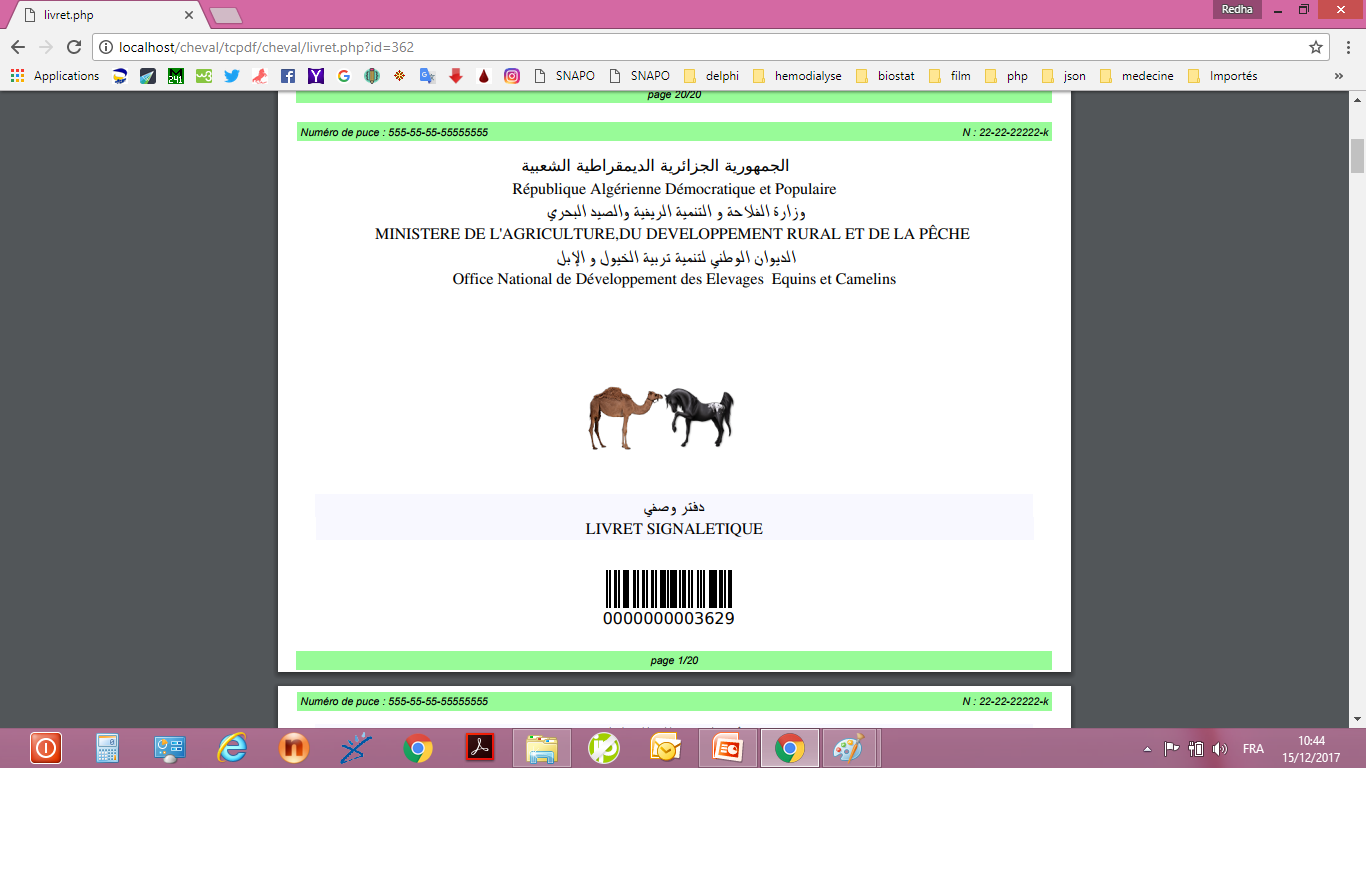 livret.php
Redha
localhost/cheval/tcpdf/cheval/livret.php?id=362
Applications SNAPO SNAPO delphi hemodialyse biostat film php json medecine Importés »
page 20/20
Numéro de puce : 555-55-55-55555555 N : 22-22-22222-k
الجمهورية الجزائرية الديمقراطية الشعبية
République Algérienne Démocratique et Populaire
وزارة الفلاحة و التنمية الريفية والصيد البحري
MINISTERE DE L'AGRICULTURE,DU DEVELOPPEMENT RURAL ET DE LA PÊCHE
الديوان الوطني لتنمية تربية الخيول و الإبل
Office National de Développement des Elevages Equins et Camelins
دفتر وصفي
LIVRET SIGNALETIQUE
0000000003629
page 1/20
Numéro de puce : 555-55-55-55555555 N : 22-22-22222-k
FRA
10:44
15/12/2017